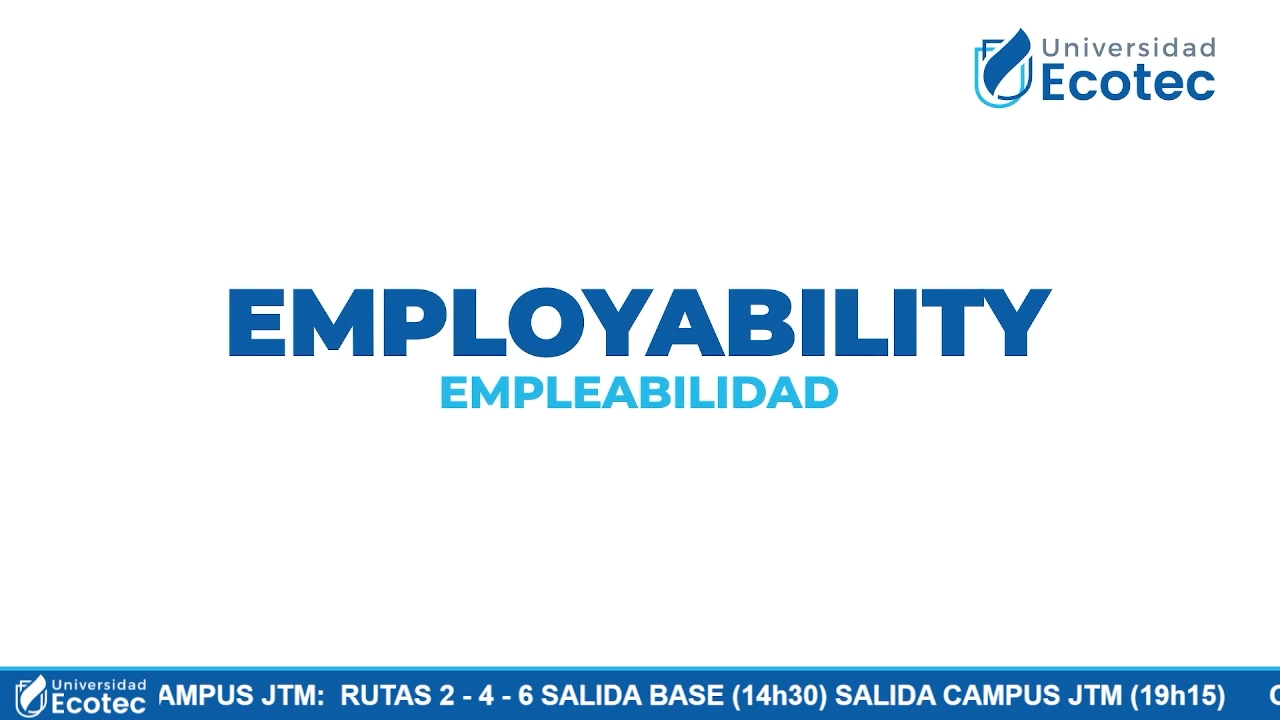 Universidad
Ecotec
EMPLOYABILITY
EMPLEABILIDAD
Universidad
Ecotec
AMPUS JTM: RUTAS 2 - 4 - 6 SALIDA BASE (14h30) SALIDA CAMPUS JTM (19h15)